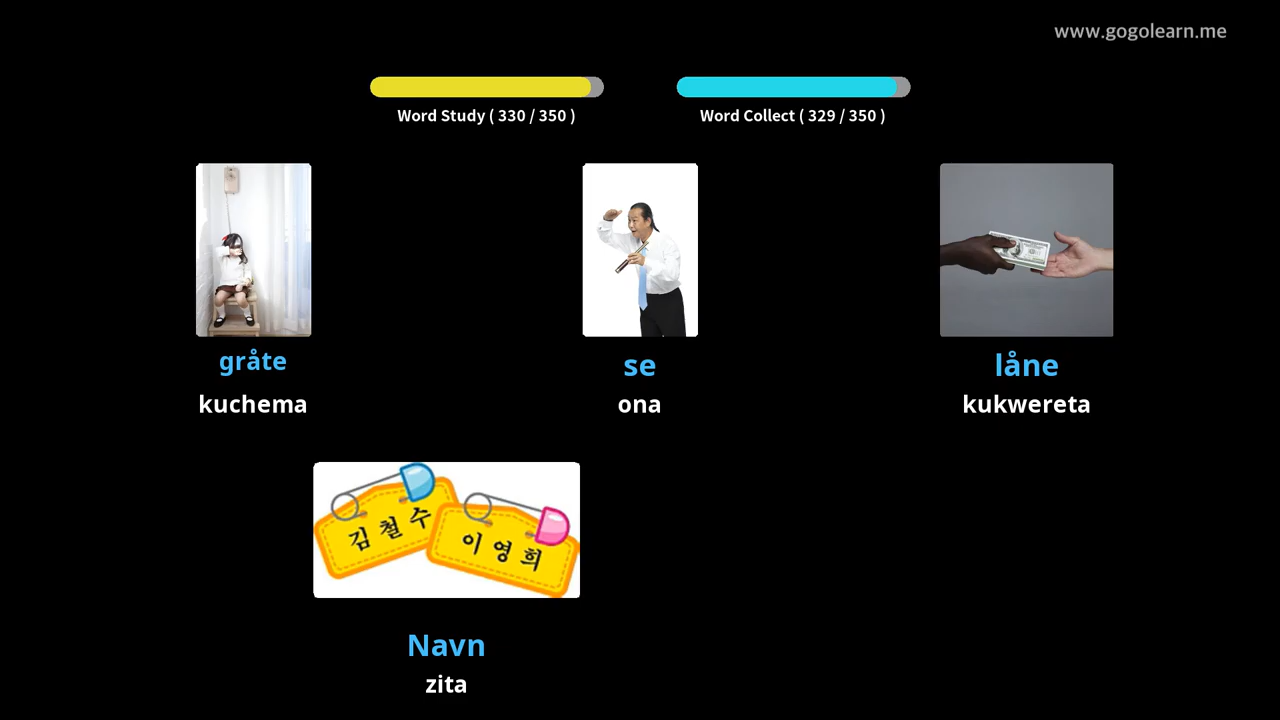 www.gogolearn.me
Word Study ( 330 / 350 )
Word Collect ( 329 / 350 )
gråte
se
låne
kuchema
ona
kukwereta
김철수
이영희
Navn
zita